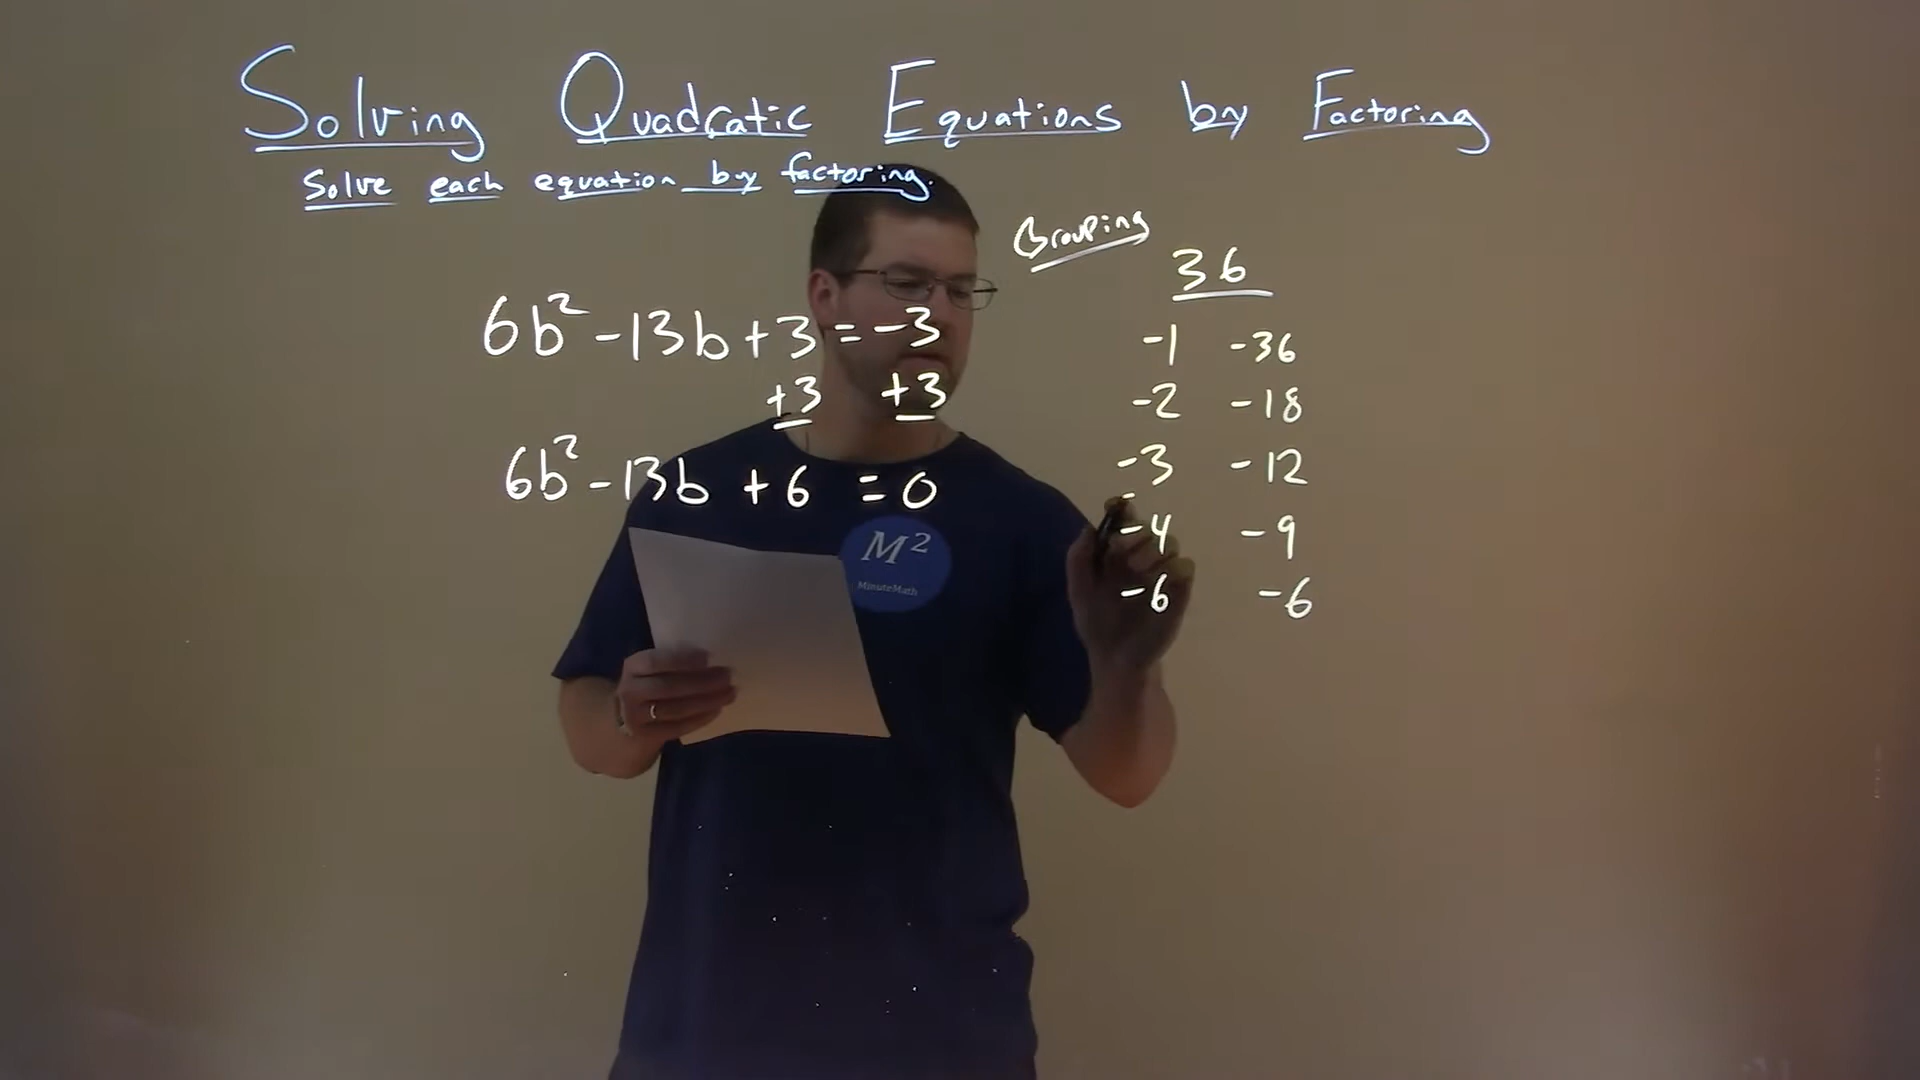 Solving Quadratic Equations by Factoring
Solve each equation by factoring.
Grouping
36
6b² -13b +3 = -3
+3 +3
6b² -13b +6 = 0
-1 -36
-2 -18
-3 -12
-4 -9
-6 -6
M²
MinuteMath